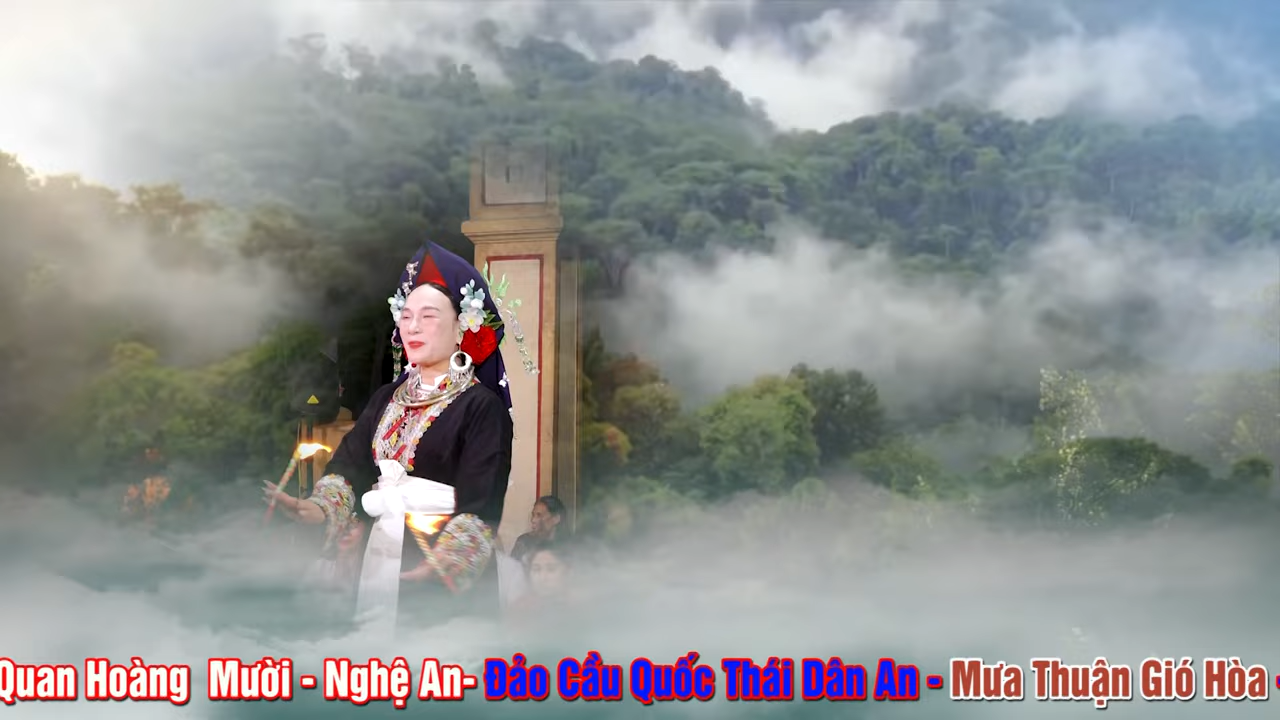 Quan Hoàng Mười - Nghệ An- Đảo Cầu Quốc Thái Dân An - Mưa Thuận Gió Hòa -